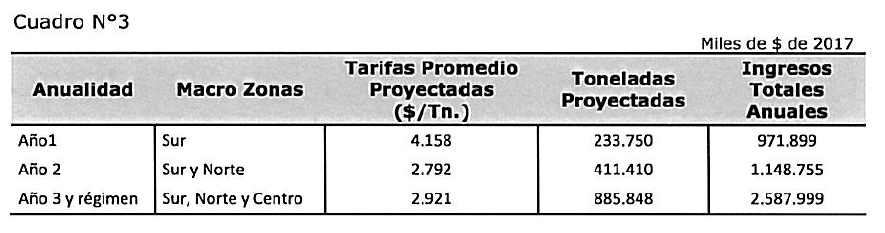 Cuadro N°3
Miles de $ de 2017
Anualidad Macro Zonas Tarifas Promedio Proyectadas ($/Tn.) Toneladas Proyectadas Ingresos Totales Anuales
Año1 Sur 4.158 233.750 971.899
Año 2 Sur y Norte 2.792 411.410 1.148.755
Año 3 y régimen Sur, Norte y Centro 2.921 885.848 2.587.999